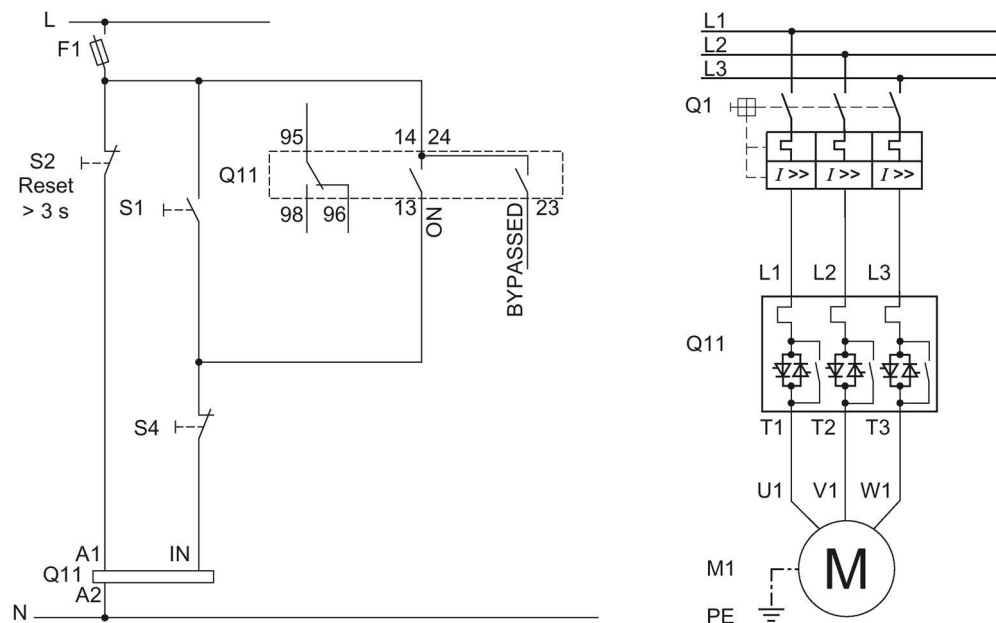 L
F1
S2
Reset
> 3 s
S1
S4
Q11
95
98
96
14
24
13
ON
23
BYPASSED
A1
IN
Q11
A2
N
L1
L2
L3
Q1
I >>
I >>
I >>
L1
L2
L3
Q11
T1
T2
T3
U1
V1
W1
M1
M
PE